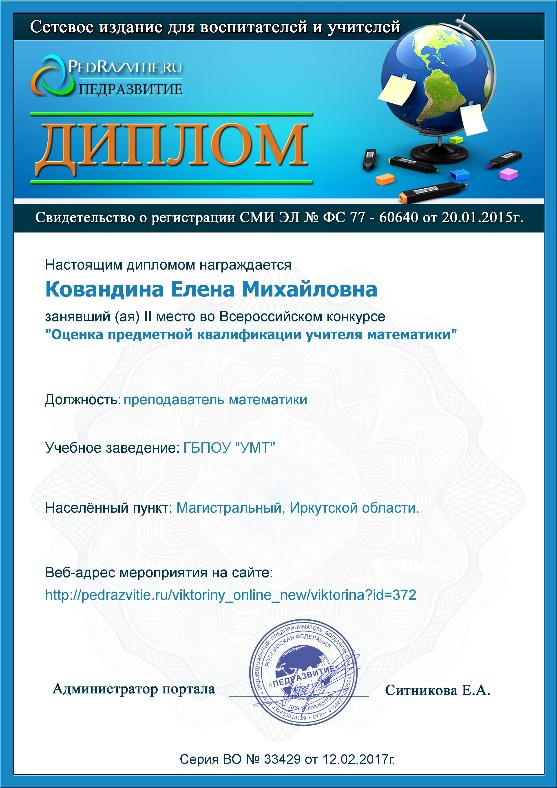 Сетевое издание для воспитателей и учителей
PEDRAZVITIE.RU
ПЕДРАЗВИТИЕ
ДИПЛОМ
Свидетельство о регистрации СМИ ЭЛ № ФС 77 - 60640 от 20.01.2015г.
Настоящим дипломом награждается
Ковандина Елена Михайловна
занявший (ая) II место во Всероссийском конкурсе
"Оценка предметной квалификации учителя математики"
Должность: преподаватель математики
Учебное заведение: ГБПОУ "УМТ"
Населённый пункт: Магистральный, Иркутской области.
Веб-адрес мероприятия на сайте:
http://pedrazvitie.ru/viktoriny_online_new/viktorina?id=372
РОССИЙСКАЯ ФЕДЕРАЦИЯ
"ПЕДРАЗВИТИЕ"
Администратор портала
Ситникова Е.А.
Серия ВО № 33429 от 12.02.2017г.